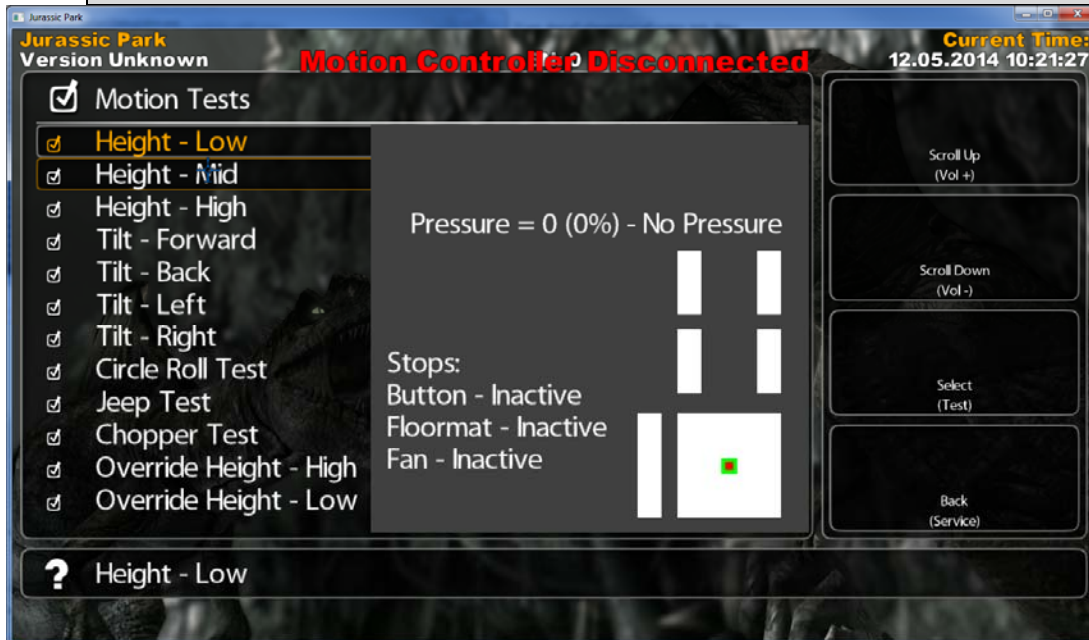 Jurassic Park
Jurassic Park
Version Unknown
Motion Controller Disconnected
Current Time:
12.05.2014 10:21:27
Motion Tests
Height - Low
Height - Mid
Height - High
Tilt - Forward
Tilt - Back
Tilt - Left
Tilt - Right
Circle Roll Test
Jeep Test
Chopper Test
Override Height - High
Override Height - Low
Pressure = 0 (0%) - No Pressure
Stops:
Button - Inactive
Floormat - Inactive
Fan - Inactive
Scroll Up
(Vol +)
Scroll Down
(Vol -)
Select
(Test)
Back
(Service)
? Height - Low